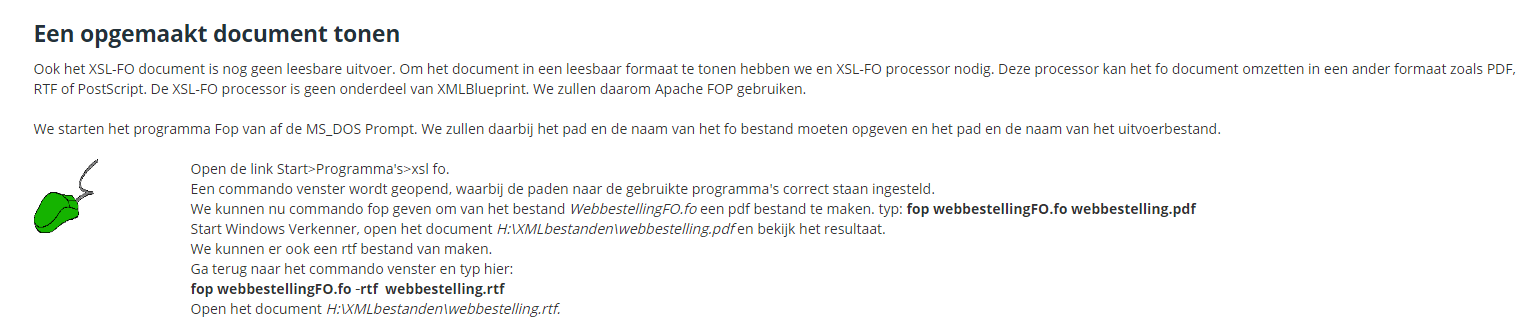 Een opgemaakt document tonen
Ook het XSL-FO document is nog geen leesbare uitvoer. Om het document in een leesbaar formaat te tonen hebben we en XSL-FO processor nodig. Deze processor kan het fo document omzetten in een ander formaat zoals PDF,
RTF of PostScript. De XSL-FO processor is geen onderdeel van XMLBlueprint. We zullen daarom Apache FOP gebruiken.
We starten het programma Fop van af de MS_DOS Prompt. We zullen daarbij het pad en de naam van het fo bestand moeten opgeven en het pad en de naam van het uitvoerbestand.
Open de link Start>Programma's>xsl fo.
Een commando venster wordt geopend, waarbij de paden naar de gebruikte programma's correct staan ingesteld.
We kunnen nu commando fop geven om van het bestand WebbestellingFO.fo een pdf bestand te maken. typ: fop webbestellingFO.fo webbestelling.pdf
Start Windows Verkenner, open het document H:\XMLbestanden\webbestelling.pdf en bekijk het resultaat.
We kunnen er ook een rtf bestand van maken.
Ga terug naar het commando venster en typ hier:
fop webbestellingFO.fo -rtf  webbestelling.rtf
Open het document H:\XMLbestanden\webbestelling.rtf.